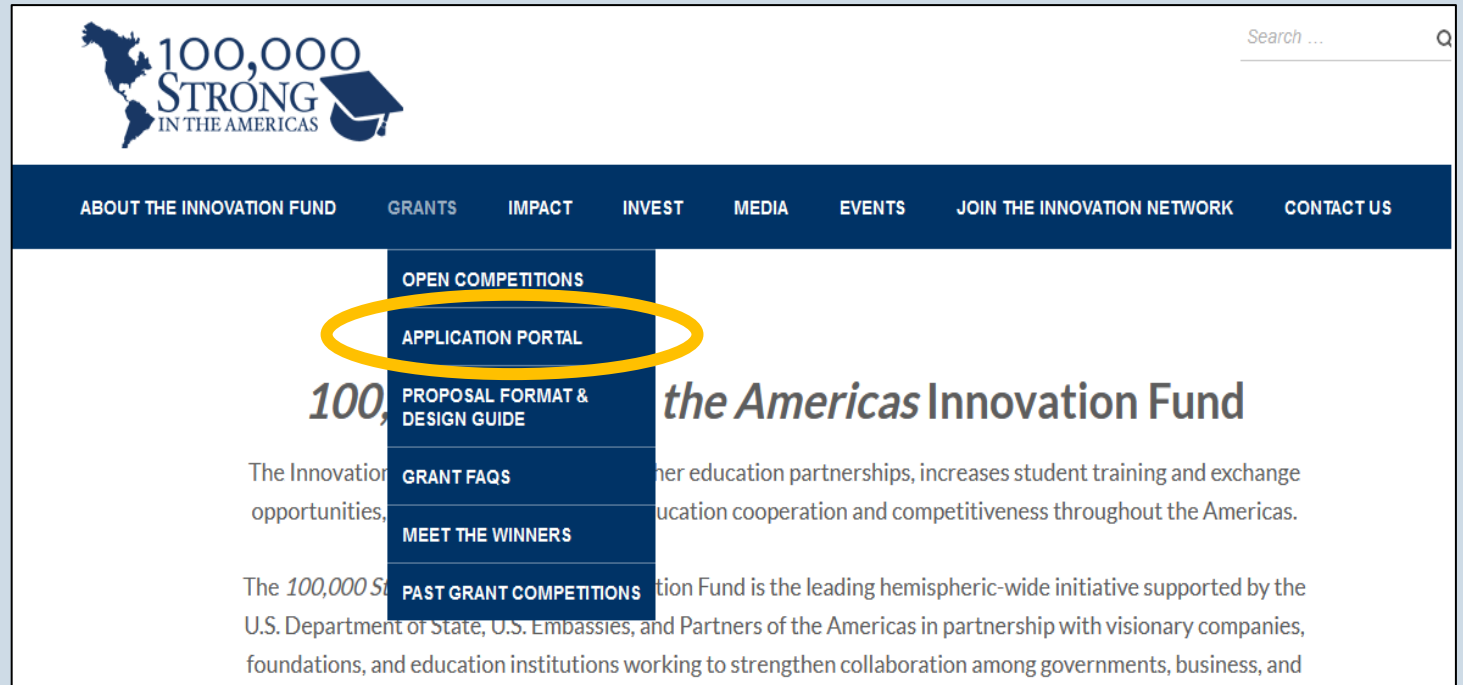 100,000
STRONG
IN THE AMERICAS
Search ...
ABOUT THE INNOVATION FUND GRANTS IMPACT INVEST MEDIA EVENTS JOIN THE INNOVATION NETWORK CONTACT US
OPEN COMPETITIONS
APPLICATION PORTAL
PROPOSAL FORMAT &
DESIGN GUIDE
GRANT FAQS
MEET THE WINNERS
PAST GRANT COMPETITIONS
100, the Americas Innovation Fund
The Innovation her education partnerships, increases student training and exchange
opportunities, ucation cooperation and competitiveness throughout the Americas.
The 100,000 St tion Fund is the leading hemispheric-wide initiative supported by the
U.S. Department of State, U.S. Embassies, and Partners of the Americas in partnership with visionary companies,
foundations, and education institutions working to strengthen collaboration among governments, business, and